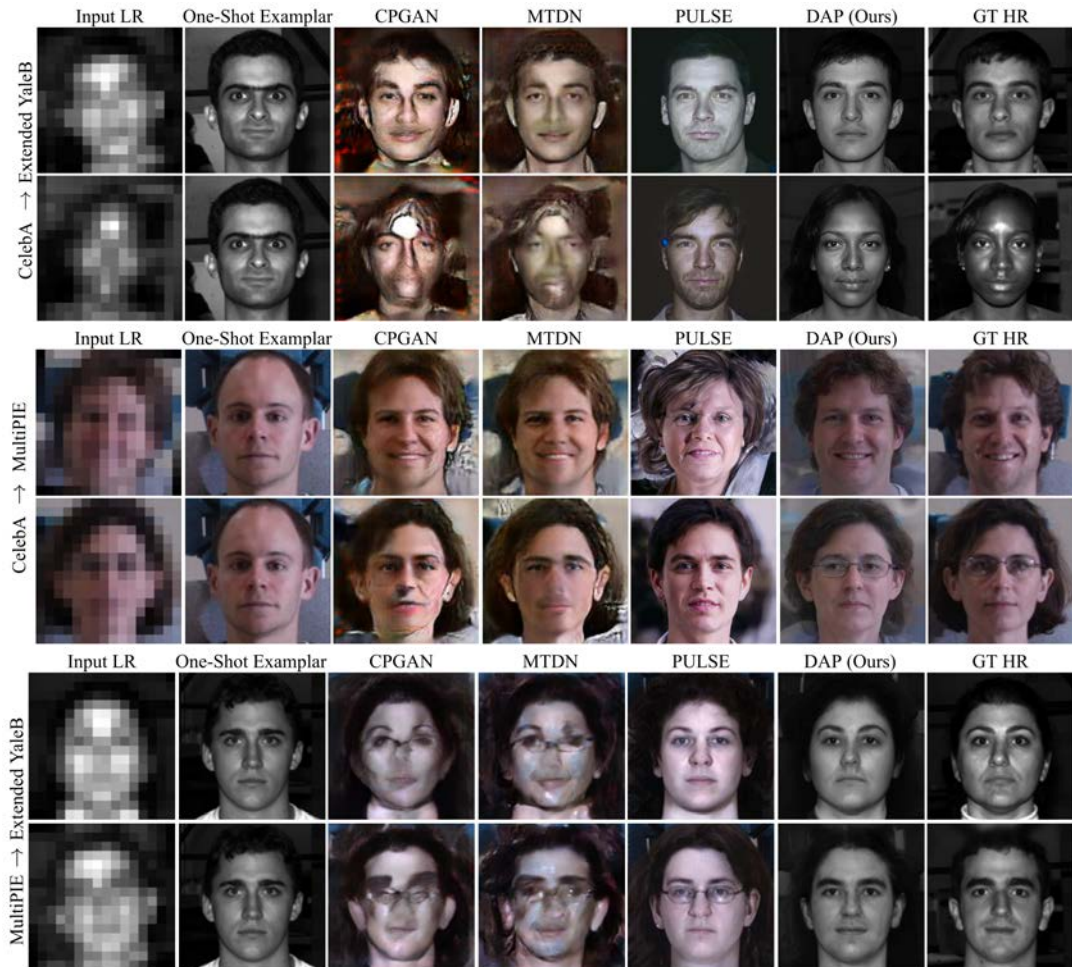 Input LR One-Shot Examplar CPGAN MTDN PULSE DAP (Ours) GT HR
CelebA → Extended YaleB
Input LR One-Shot Examplar CPGAN MTDN PULSE DAP (Ours) GT HR
CelebA → MultiPIE
Input LR One-Shot Examplar CPGAN MTDN PULSE DAP (Ours) GT HR
MultiPIE → Extended YaleB